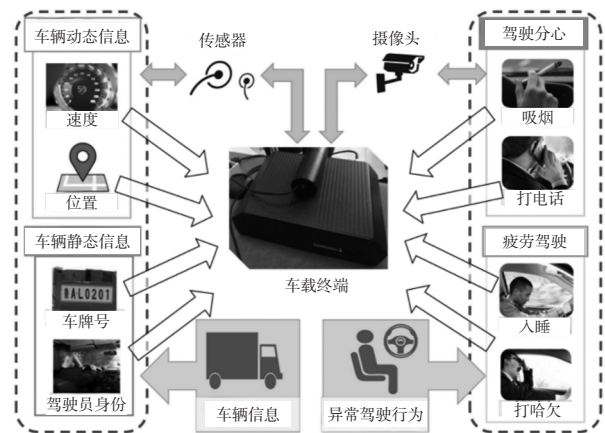 车辆动态信息
传感器
摄像头
驾驶分心
速度
吸烟
位置
打电话
车辆静态信息
疲劳驾驶
车载终端
AL0201
车牌号
入睡
驾驶员身份
车辆信息
异常驾驶行为
打哈欠